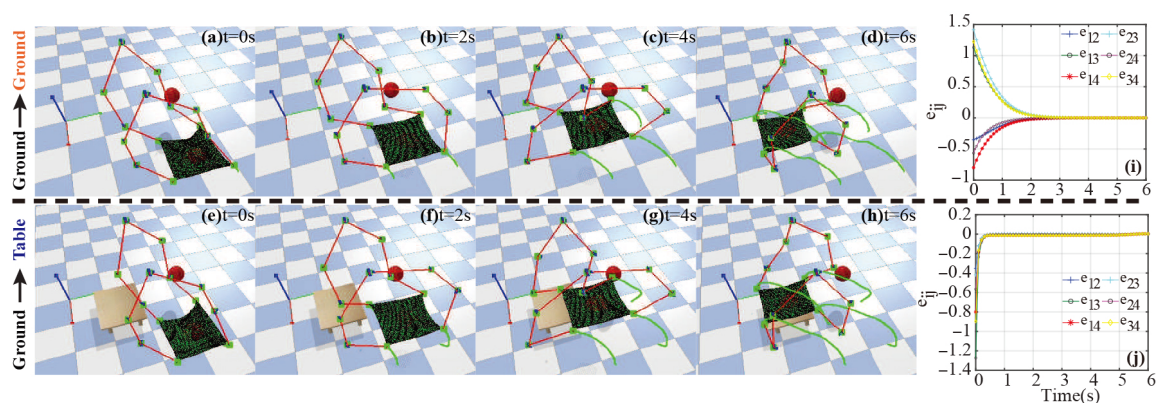 Ground → Ground
(a)t=0s
(b)t=2s
(c)t=4s
(d)t=6s
1.5
1
0.5
0
-0.5
-1
e_ij
e12 e23
e13 e24
e14 e34
(i)
0 1 2 3 4 5 6
Ground → Table
(e)t=0s
(f)t=2s
(g)t=4s
(h)t=6s
0.2
0
-0.2
-0.4
-0.6
-0.8
-1
-1.2
-1.4
e_ij
e12 e23
e13 e24
e14 e34
(j)
0 1 2 3 4 5 6
Time(s)